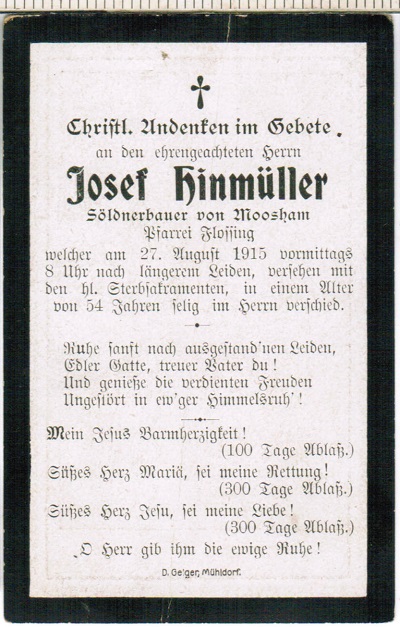 Christl. Andenken im Gebete.
an den ehrengeachteten Herrn
Josef Hinmüller
Söldnerbauer von Moosham
Pfarrei Flossing
welcher am 27. August 1915 vormittags
8 Uhr nach längerem Leiden, versehen mit
den hl. Sterbsakramenten, in einem Alter
von 54 Jahren selig im Herrn verschied.
Ruhe sanft nach ausgestand'nen Leiden,
Edler Gatte, treuer Vater du!
Und genieße die verdienten Freuden
Ungestört in ew'ger Himmelsruh'!
Mein Jesus Barmherzigkeit!
(100 Tage Ablaß.)
Süßes Herz Mariä, sei meine Rettung!
(300 Tage Ablaß.)
Süßes Herz Jesu, sei meine Liebe!
(300 Tage Ablaß.)
O Herr gib ihm die ewige Ruhe!
D. Geiger, Mühldorf.